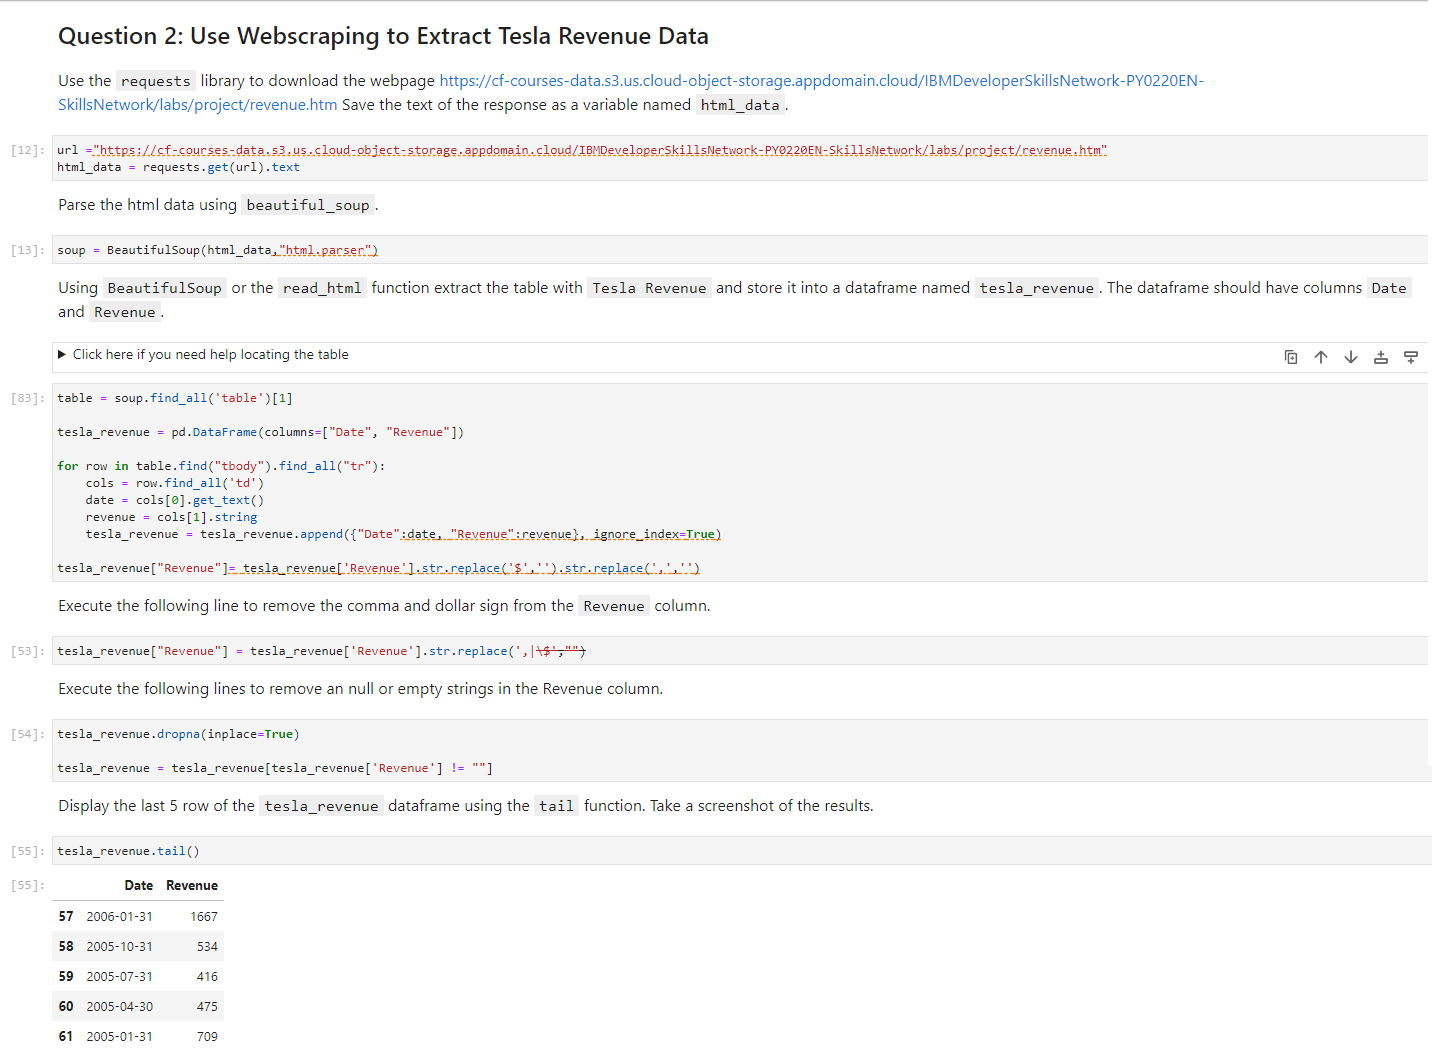 Question 2: Use Webscraping to Extract Tesla Revenue Data
Use the requests library to download the webpage https://cf-courses-data.s3.us.cloud-object-storage.appdomain.cloud/IBMDeveloperSkillsNetwork-PY0220EN-
SkillsNetwork/labs/project/revenue.htm Save the text of the response as a variable named html_data.
[12]: url ="https://cf-courses-data.s3.us.cloud-object-storage.appdomain.cloud/IBMDeveloperSkillsNetwork-PY0220EN-SkillsNetwork/labs/project/revenue.htm"
html_data = requests.get(url).text
Parse the html data using beautiful_soup.
[13]: soup = BeautifulSoup(html_data,"html.parser")
Using BeautifulSoup or the read_html function extract the table with Tesla Revenue and store it into a dataframe named tesla_revenue. The dataframe should have columns Date
and Revenue.
Click here if you need help locating the table
[83]: table = soup.find_all('table')[1]
tesla_revenue = pd.DataFrame(columns=["Date", "Revenue"])
for row in table.find("tbody").find_all("tr"):
    cols = row.find_all('td')
    date = cols[0].get_text()
    revenue = cols[1].string
    tesla_revenue = tesla_revenue.append({"Date":date, "Revenue":revenue}, ignore_index=True)
tesla_revenue["Revenue"]= tesla_revenue['Revenue'].str.replace('$','').str.replace(',','')
Execute the following line to remove the comma and dollar sign from the Revenue column.
[53]: tesla_revenue["Revenue"] = tesla_revenue['Revenue'].str.replace(',|\$',"")
Execute the following lines to remove an null or empty strings in the Revenue column.
[54]: tesla_revenue.dropna(inplace=True)
tesla_revenue = tesla_revenue[tesla_revenue['Revenue'] != ""]
Display the last 5 row of the tesla_revenue dataframe using the tail function. Take a screenshot of the results.
[55]: tesla_revenue.tail()
[55]: Date Revenue
57 2006-01-31 1667
58 2005-10-31 534
59 2005-07-31 416
60 2005-04-30 475
61 2005-01-31 709